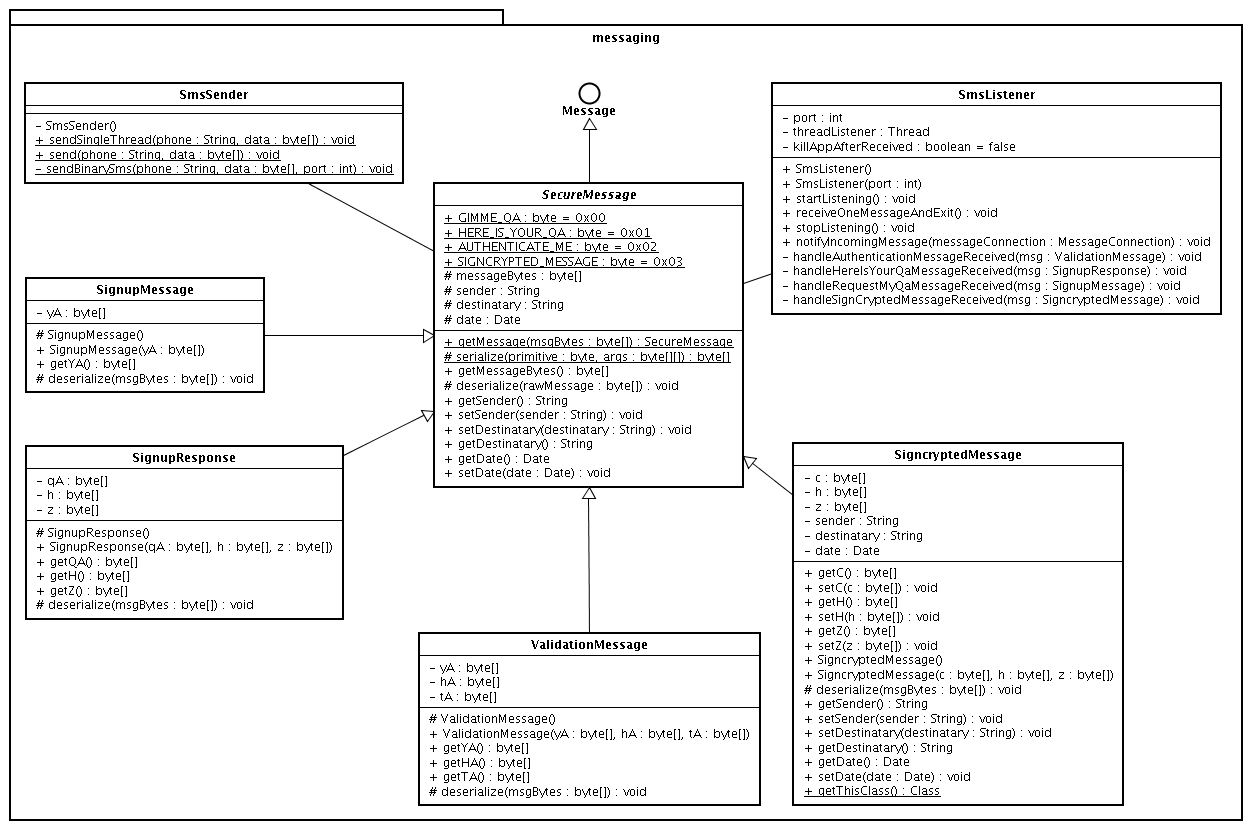 messaging
SmsSender
- SmsSender()
+ sendSingleThread(phone : String, data : byte[]) : void
+ send(phone : String, data : byte[]) : void
- sendBinarySms(phone : String, data : byte[], port : int) : void
Message
SmsListener
- port : int
- threadListener : Thread
- killAppAfterReceived : boolean = false
+ SmsListener()
+ SmsListener(port : int)
+ startListening() : void
+ receiveOneMessageAndExit() : void
+ stopListening() : void
+ notifyIncomingMessage(messageConnection : MessageConnection) : void
- handleAuthenticationMessageReceived(msg : ValidationMessage) : void
- handleHereIsYourQaMessageReceived(msg : SignupResponse) : void
- handleRequestMyQaMessageReceived(msg : SignupMessage) : void
- handleSignCryptedMessageReceived(msg : SigncryptedMessage) : void
SecureMessage
+ GIMME_QA : byte = 0x00
+ HERE_IS_YOUR_QA : byte = 0x01
+ AUTHENTICATE_ME : byte = 0x02
+ SIGNCRYPTED_MESSAGE : byte = 0x03
# messageBytes : byte[]
# sender : String
# destinatary : String
# date : Date
+ getMessage(msgBytes : byte[]) : SecureMessage
# serialize(primitive : byte, args : byte[][]) : byte[]
+ getMessageBytes() : byte[]
# deserialize(rawMessage : byte[]) : void
+ getSender() : String
+ setSender(sender : String) : void
+ setDestinatary(destinatary : String) : void
+ getDestinatary() : String
+ getDate() : Date
+ setDate(date : Date) : void
SignupMessage
- yA : byte[]
# SignupMessage()
+ SignupMessage(yA : byte[])
+ getYA() : byte[]
# deserialize(msgBytes : byte[]) : void
SignupResponse
- qA : byte[]
- h : byte[]
- z : byte[]
# SignupResponse()
+ SignupResponse(qA : byte[], h : byte[], z : byte[])
+ getQA() : byte[]
+ getH() : byte[]
+ getZ() : byte[]
# deserialize(msgBytes : byte[]) : void
SigncryptedMessage
- c : byte[]
- h : byte[]
- z : byte[]
- sender : String
- destinatary : String
- date : Date
+ getC() : byte[]
+ setC(c : byte[]) : void
+ getH() : byte[]
+ setH(h : byte[]) : void
+ getZ() : byte[]
+ setZ(z : byte[]) : void
+ SigncryptedMessage()
+ SigncryptedMessage(c : byte[], h : byte[], z : byte[])
# deserialize(msgBytes : byte[]) : void
+ getSender() : String
+ setSender(sender : String) : void
+ setDestinatary(destinatary : String) : void
+ getDestinatary() : String
+ getDate() : Date
+ setDate(date : Date) : void
+ getThisClass() : Class
ValidationMessage
- yA : byte[]
- hA : byte[]
- tA : byte[]
# ValidationMessage()
+ ValidationMessage(yA : byte[], hA : byte[], tA : byte[])
+ getYA() : byte[]
+ getHA() : byte[]
+ getTA() : byte[]
# deserialize(msgBytes : byte[]) : void